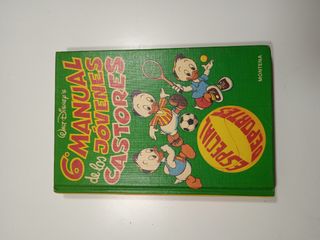 Walt Disney's
6º MANUAL
de los JÓVENES
CASTORES
ESPECIAL
DEPORTES
MONTENA